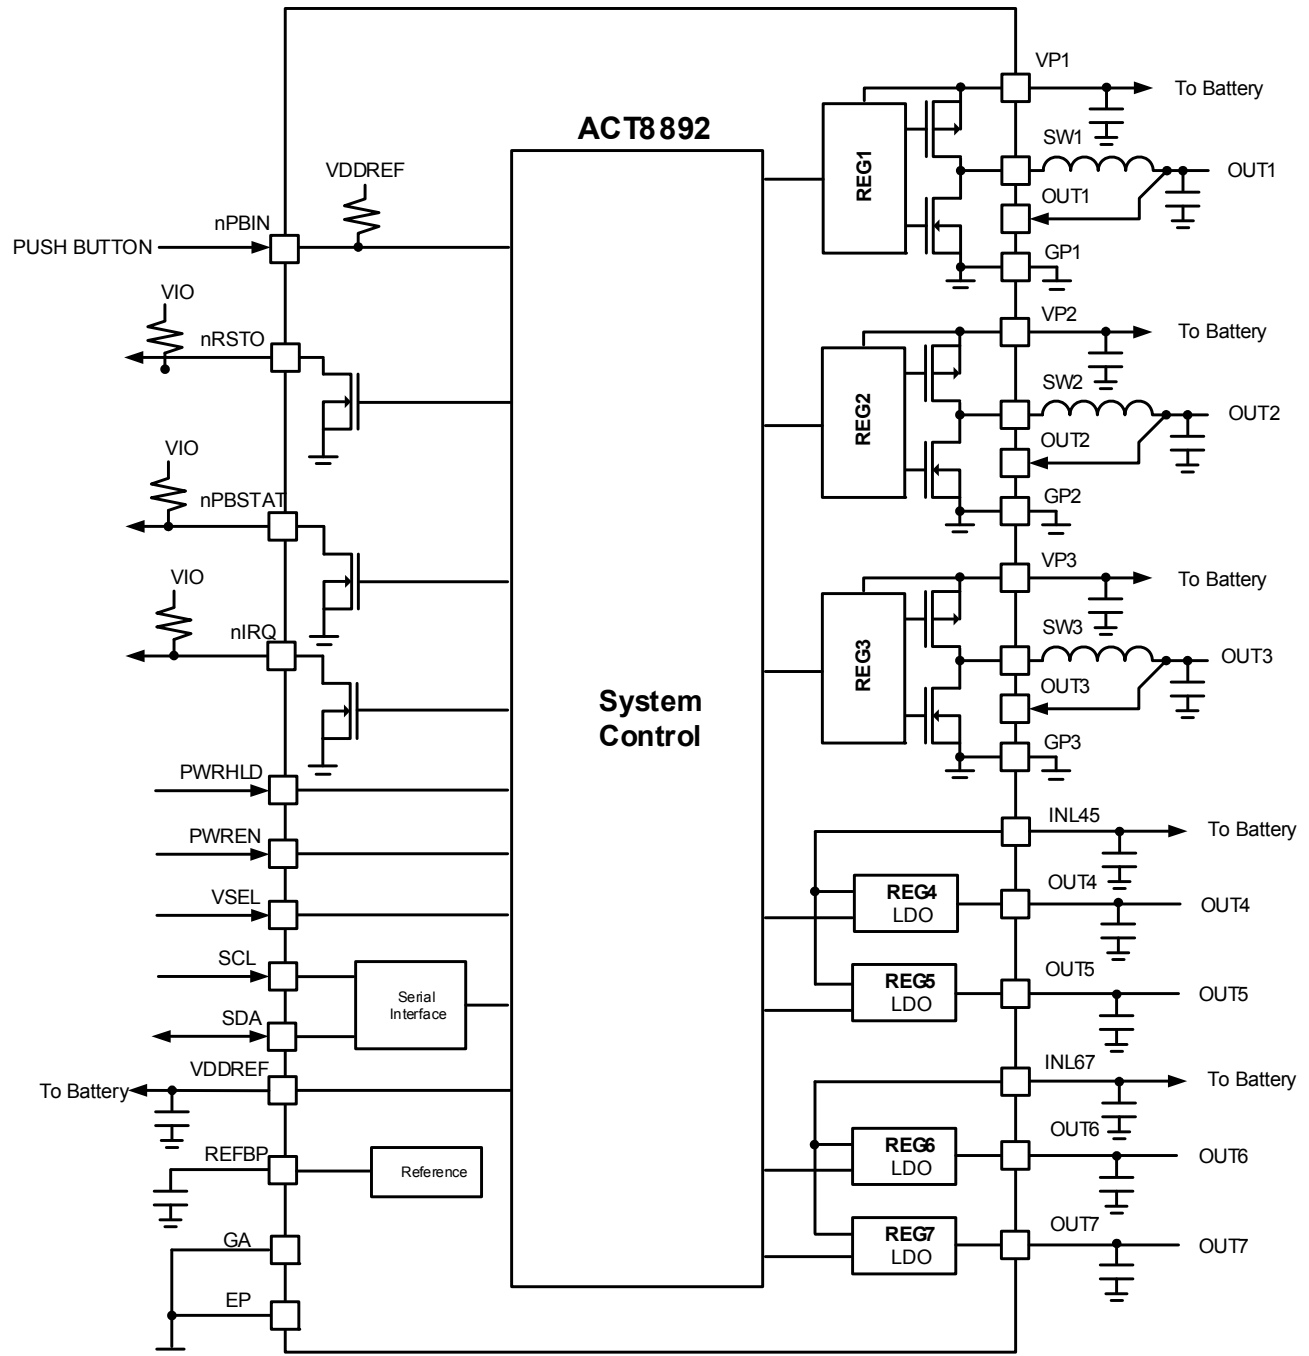 ACT8892
System
Control
VDDREF
nPBIN
PUSH BUTTON
VIO
nRSTO
VIO
nPBSTAT
VIO
nIRQ
PWRHLD
PWREN
VSEL
SCL
Serial
Interface
SDA
VDDREF
To Battery
REFBP
Reference
GA
EP
VP1
To Battery
REG1
SW1
OUT1
OUT1
GP1
VP2
To Battery
REG2
SW2
OUT2
OUT2
GP2
VP3
To Battery
REG3
SW3
OUT3
OUT3
GP3
INL45
To Battery
REG4
LDO
OUT4
OUT4
REG5
LDO
OUT5
OUT5
INL67
To Battery
REG6
LDO
OUT6
OUT6
REG7
LDO
OUT7
OUT7